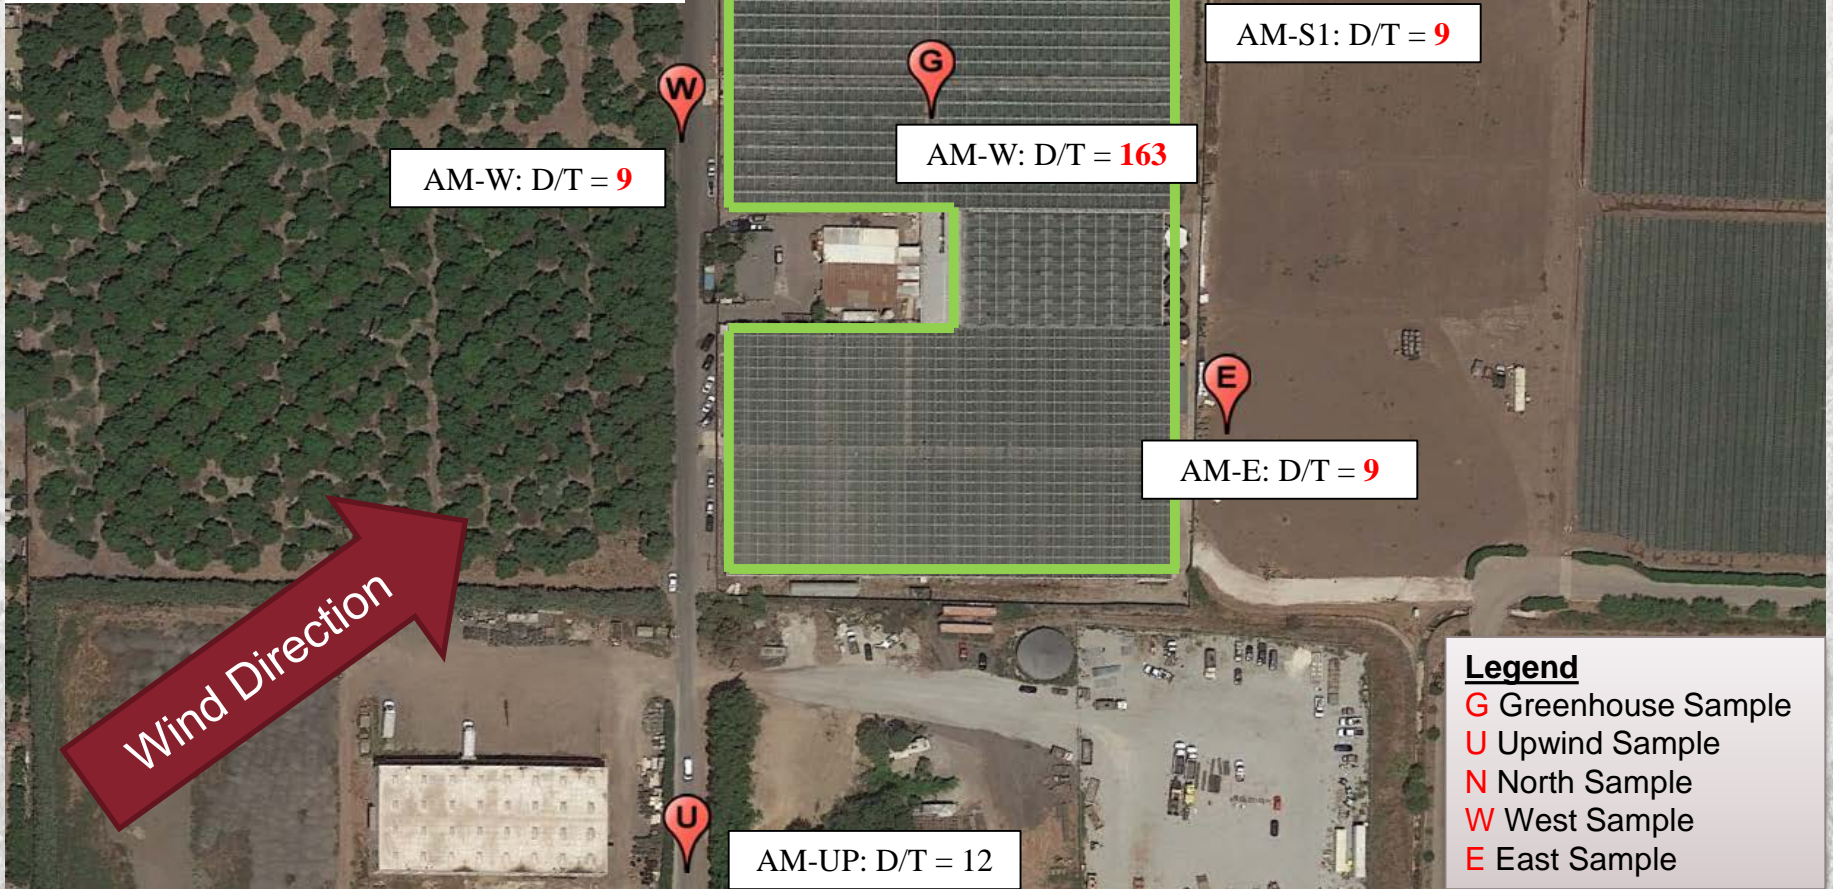 AM-S1: D/T = 9
G
W
AM-W: D/T = 163
AM-W: D/T = 9
E
AM-E: D/T = 9
Wind Direction
U
AM-UP: D/T = 12
Legend
G Greenhouse Sample
U Upwind Sample
N North Sample
W West Sample
E East Sample